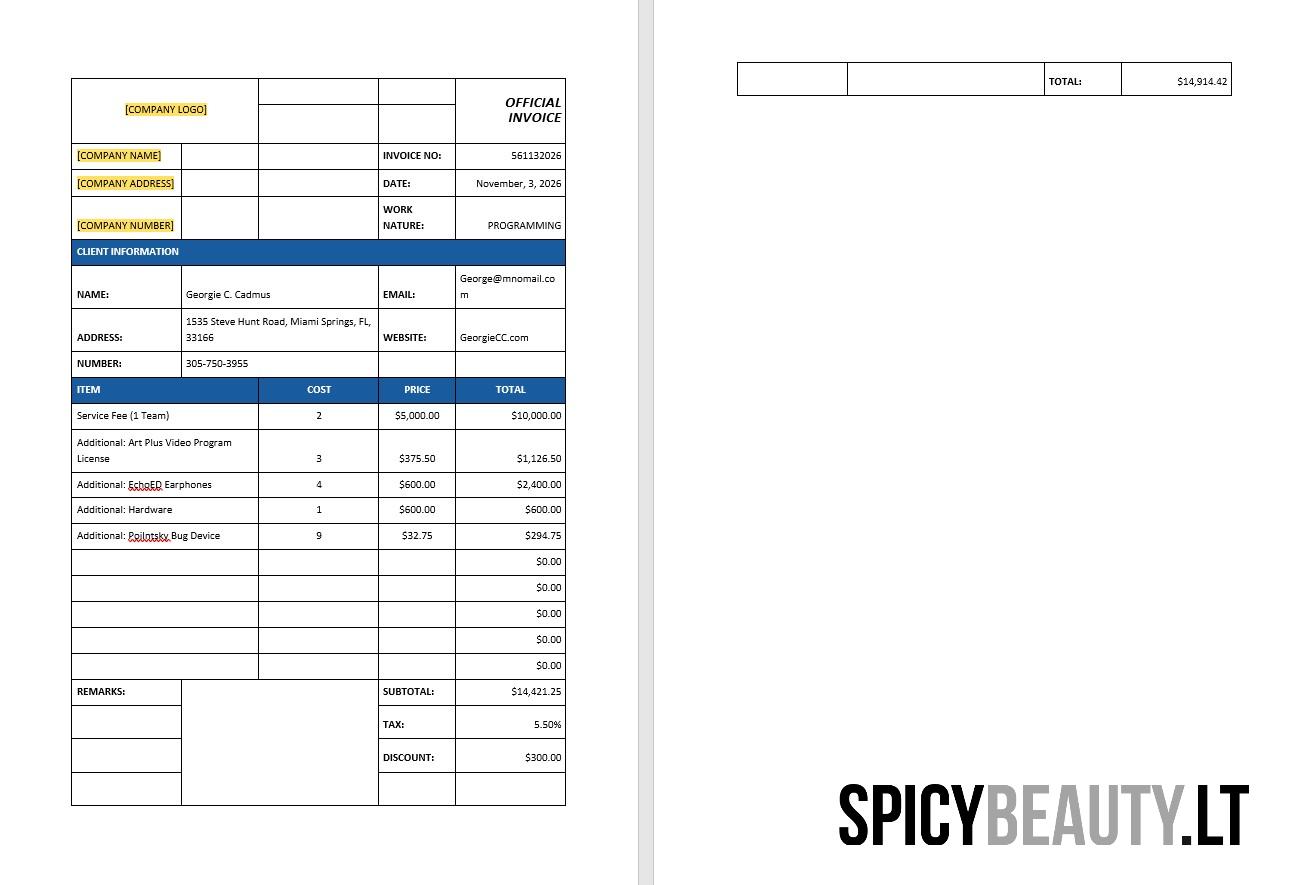 [COMPANY LOGO]
OFFICIAL
INVOICE
[COMPANY NAME] INVOICE NO: 561132026
[COMPANY ADDRESS] DATE: November, 3, 2026
WORK
[COMPANY NUMBER] NATURE: PROGRAMMING
CLIENT INFORMATION
George@mnomail.co
NAME: Georgie C. Cadmus EMAIL: m
1535 Steve Hunt Road, Miami Springs, FL,
ADDRESS: 33166 WEBSITE: GeorgieCC.com
NUMBER: 305-750-3955
ITEM COST PRICE TOTAL
Service Fee (1 Team) 2 $5,000.00 $10,000.00
Additional: Art Plus Video Program
License 3 $375.50 $1,126.50
Additional: EchoED Earphones 4 $600.00 $2,400.00
Additional: Hardware 1 $600.00 $600.00
Additional: Poilntsky Bug Device 9 $32.75 $294.75
$0.00
$0.00
$0.00
$0.00
$0.00
REMARKS: SUBTOTAL: $14,421.25
TAX: 5.50%
DISCOUNT: $300.00
TOTAL: $14,914.42
SPICYBEAUTY.LT